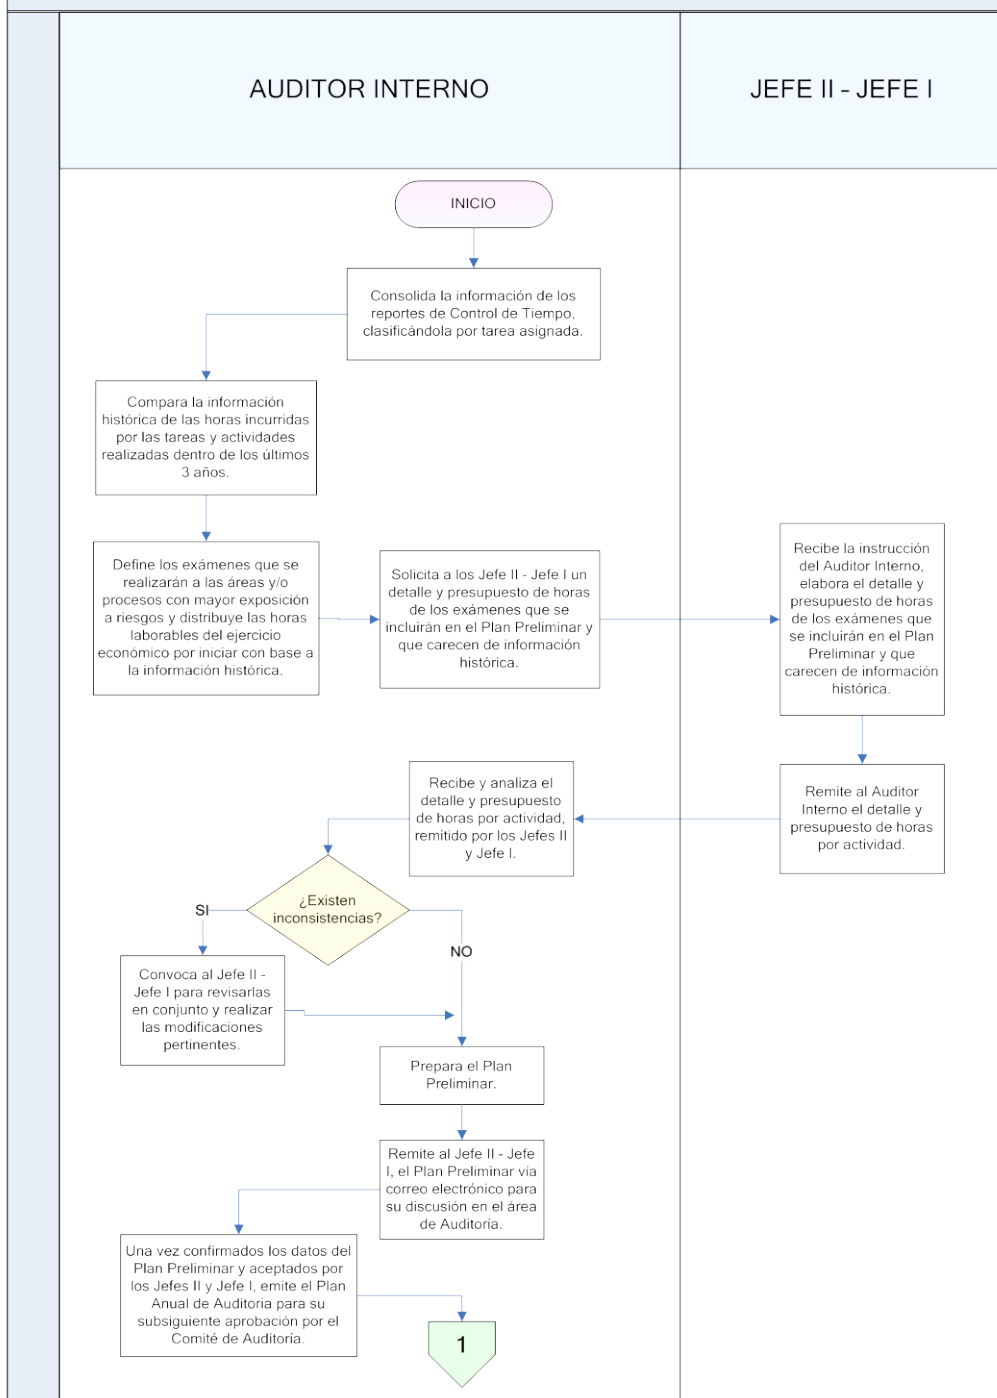 AUDITOR INTERNO
JEFE II - JEFE I
INICIO
Consolida la información de los
reportes de Control de Tiempo,
clasificándola por tarea asignada.
Compara la información
histórica de las horas incurridas
por las tareas y actividades
realizadas dentro de los últimos
3 años.
Define los exámenes que se
realizarán a las áreas y/o
procesos con mayor exposición
a riesgos y distribuye las horas
laborables del ejercicio
económico por iniciar con base a
la información histórica.
Solicita a los Jefe II - Jefe I un
detalle y presupuesto de horas
de los exámenes que se
incluirán en el Plan Preliminar y
que carecen de información
histórica.
Recibe la instrucción
del Auditor Interno,
elabora el detalle y
presupuesto de horas
de los exámenes que
se incluirán en el Plan
Preliminar y que
carecen de información
histórica.
Remite al Auditor
Interno el detalle y
presupuesto de horas
por actividad.
Recibe y analiza el
detalle y presupuesto
de horas por actividad,
remitido por los Jefes II
y Jefe I.
¿Existen
inconsistencias?
SI
NO
Convoca al Jefe II -
Jefe I para revisarlas
en conjunto y realizar
las modificaciones
pertinentes.
Prepara el Plan
Preliminar.
Remite al Jefe II - Jefe
I, el Plan Preliminar vía
correo electrónico para
su discusión en el área
de Auditoría.
Una vez confirmados los datos del
Plan Preliminar y aceptados por
los Jefes II y Jefe I, emite el Plan
Anual de Auditoria para su
subsiguiente aprobación por el
Comité de Auditoría.
1